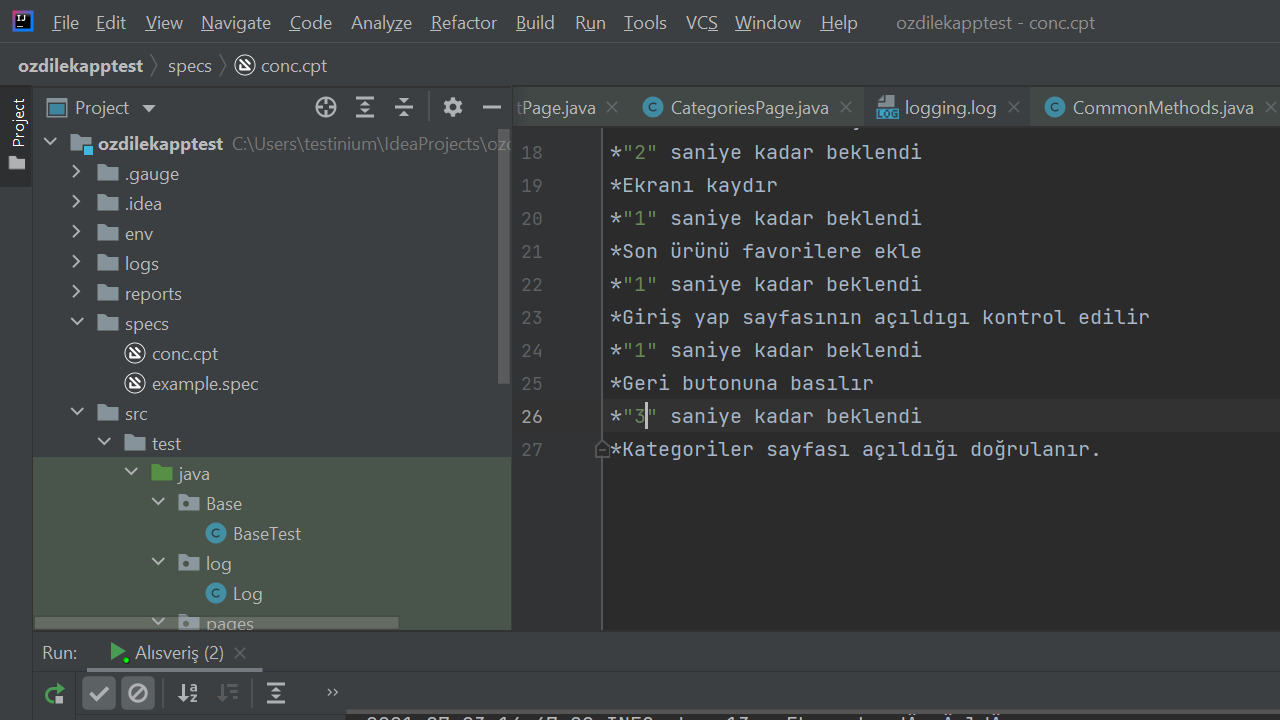 File Edit View Navigate Code Analyze Refactor Build Run Tools VCS Window Help ozdilekapptest - conc.cpt
ozdilekapptest specs conc.cpt
Project
Project
tPage.java CategoriesPage.java logging.log CommonMethods.java
ozdilekapptest C:\Users\testinium\IdeaProjects\ozd
.gauge
.idea
env
logs
reports
specs
conc.cpt
example.spec
src
test
java
Base
BaseTest
log
Log
pages
18 *"2" saniye kadar beklendi
19 *Ekranı kaydır
20 *"1" saniye kadar beklendi
21 *Son ürünü favorilere ekle
22 *"1" saniye kadar beklendi
23 *Giriş yap sayfasının açıldıgı kontrol edilir
24 *"1" saniye kadar beklendi
25 *Geri butonuna basılır
26 *"3" saniye kadar beklendi
27 *Kategoriler sayfası açıldığı doğrulanır.
Run: Alısveriş (2)